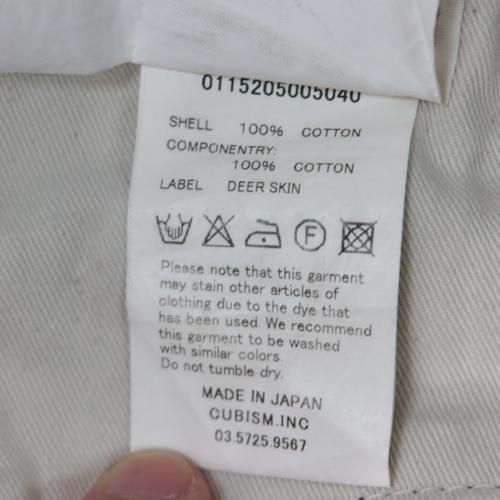 0115205005040
SHELL 100% COTTON
COMPONENTRY:
100% COTTON
LABEL DEER SKIN
F
Please note that this garment
may stain other articles of
clothing due to the dye that
has been used. We recommend
this garment to be washed
with similar colors.
Do not tumble dry.
MADE IN JAPAN
CUBISM.INC
03.5725.9567